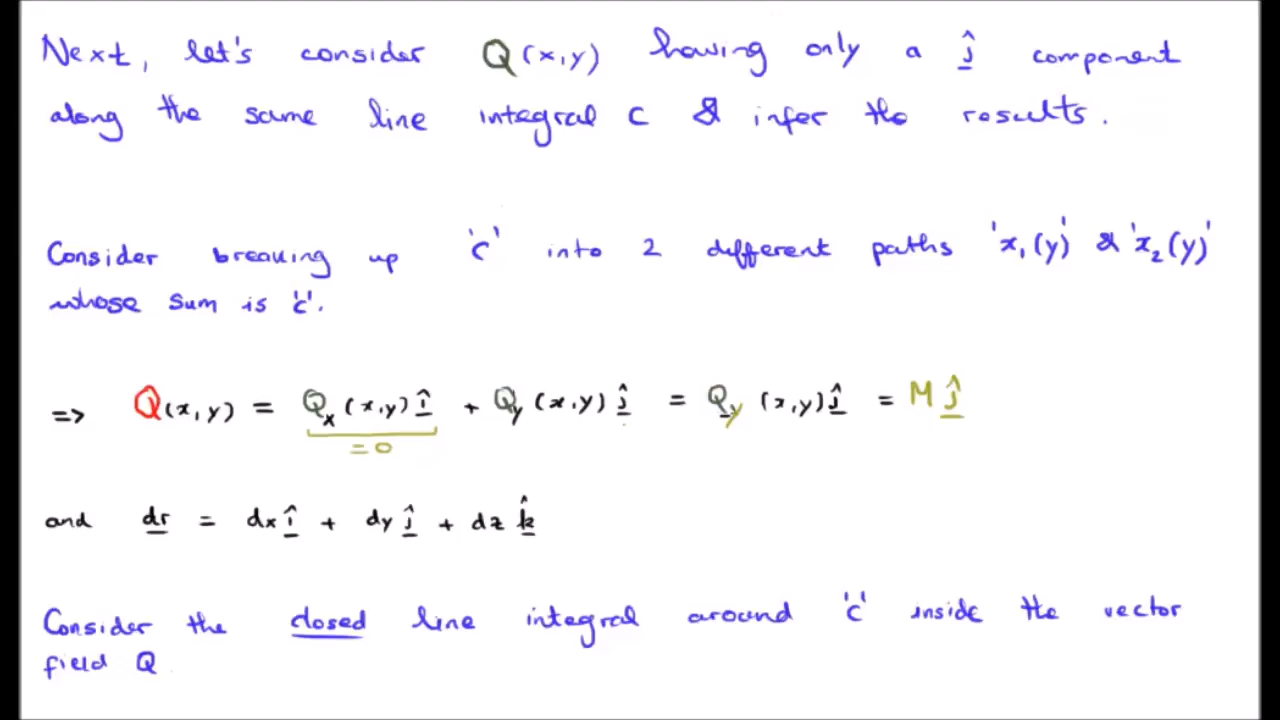 Next, let's consider Q(x,y) having only a ĵ component
along the same line integral C & infer the results.
Consider breaking up 'c' into 2 different paths 'x₁(y)' & 'x₂(y)'
whose sum is 'c'.
=> Q(x,y) = Qₓ(x,y) î + Qᵧ(x,y) ĵ = Qᵧ(x,y) ĵ = M ĵ
= 0
and dr = dx î + dy ĵ + dz k̂
Consider the closed line integral around 'c' inside the vector
field Q